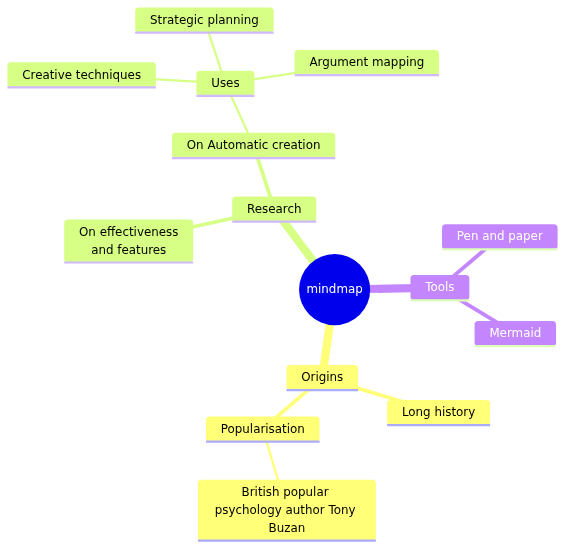 Strategic planning
Argument mapping
Creative techniques
Uses
On Automatic creation
Research
On effectiveness
and features
Pen and paper
Tools
mindmap
Mermaid
Origins
Long history
Popularisation
British popular
psychology author Tony
Buzan